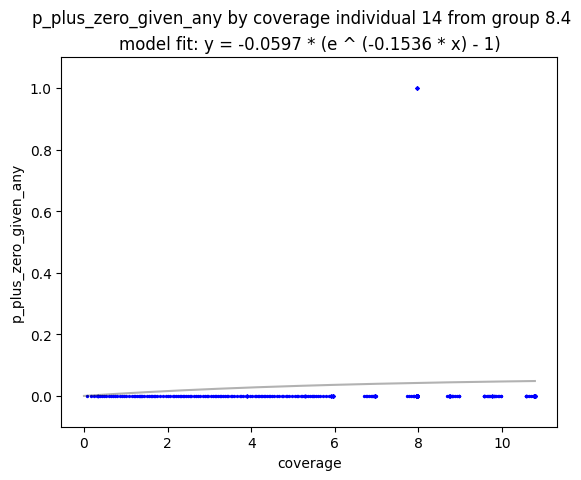 p_plus_zero_given_any by coverage individual 14 from group 8.4
model fit: y = -0.0597 * (e ^ (-0.1536 * x) - 1)
1.0
0.8
0.6
0.4
0.2
0.0
p_plus_zero_given_any
0 2 4 6 8 10
coverage